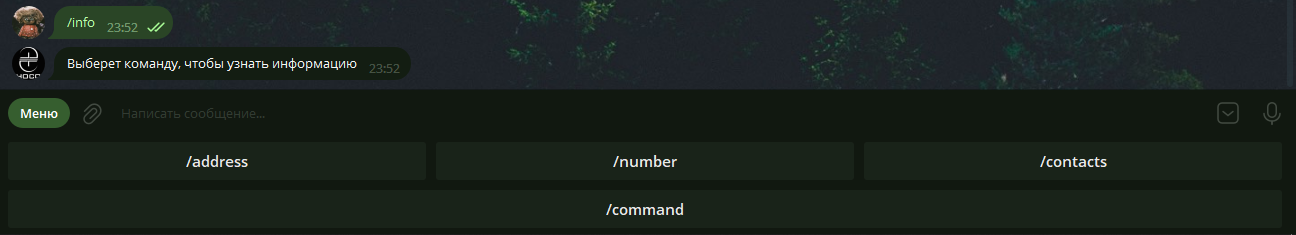 /info 23:52
Выберет команду, чтобы узнать информацию 23:52
Меню Написать сообщение...
/address /number /contacts
/command